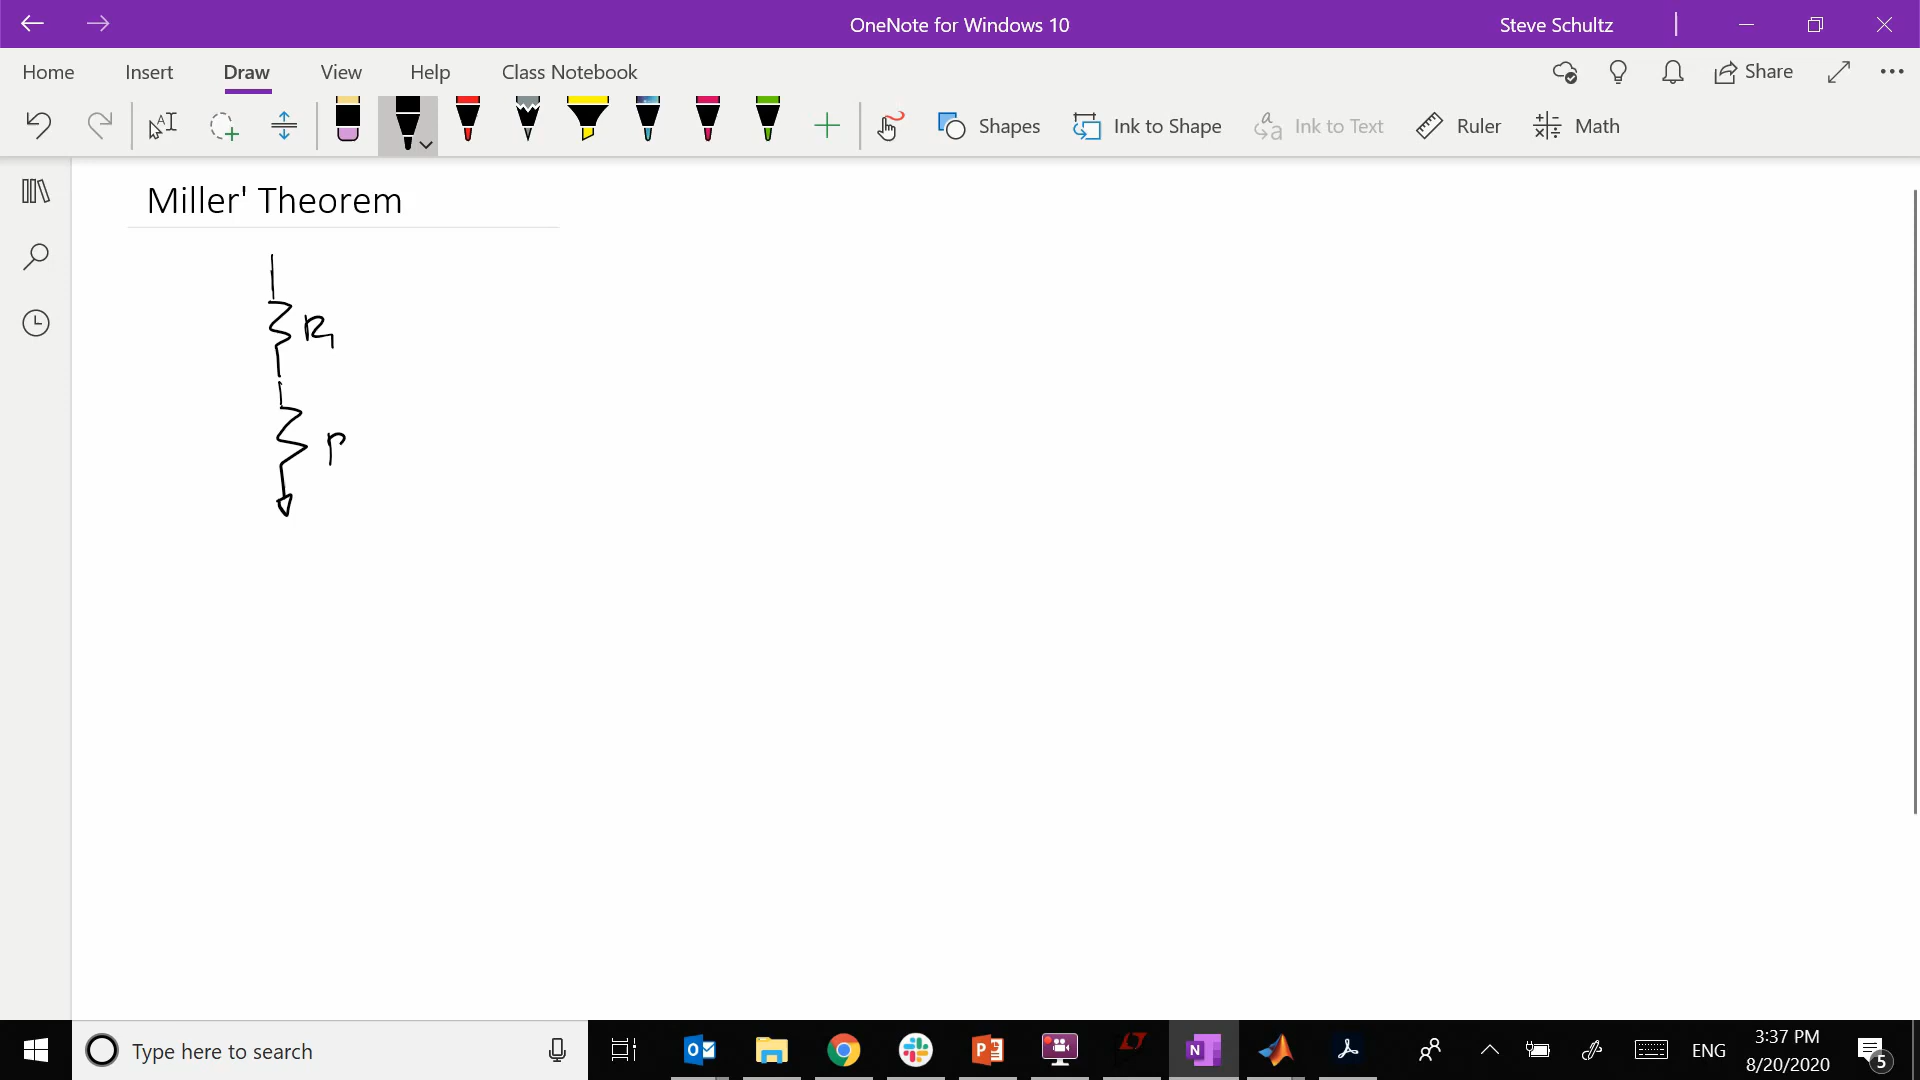 OneNote for Windows 10
Steve Schultz
Home Insert Draw View Help Class Notebook
Share
Shapes Ink to Shape Ink to Text Ruler Math
Miller' Theorem
R1
Type here to search
ENG
3:37 PM
8/20/2020
5